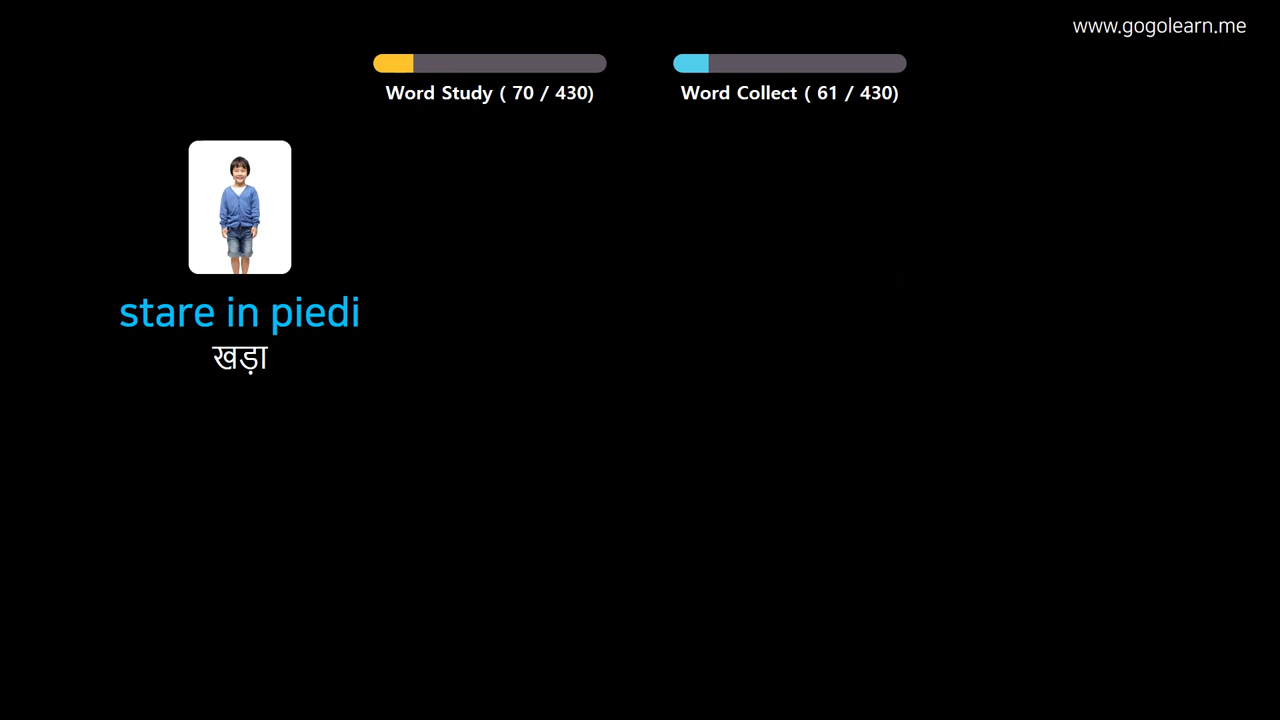 www.gogolearn.me
Word Study ( 70 / 430)
Word Collect ( 61 / 430)
stare in piedi
खड़ा